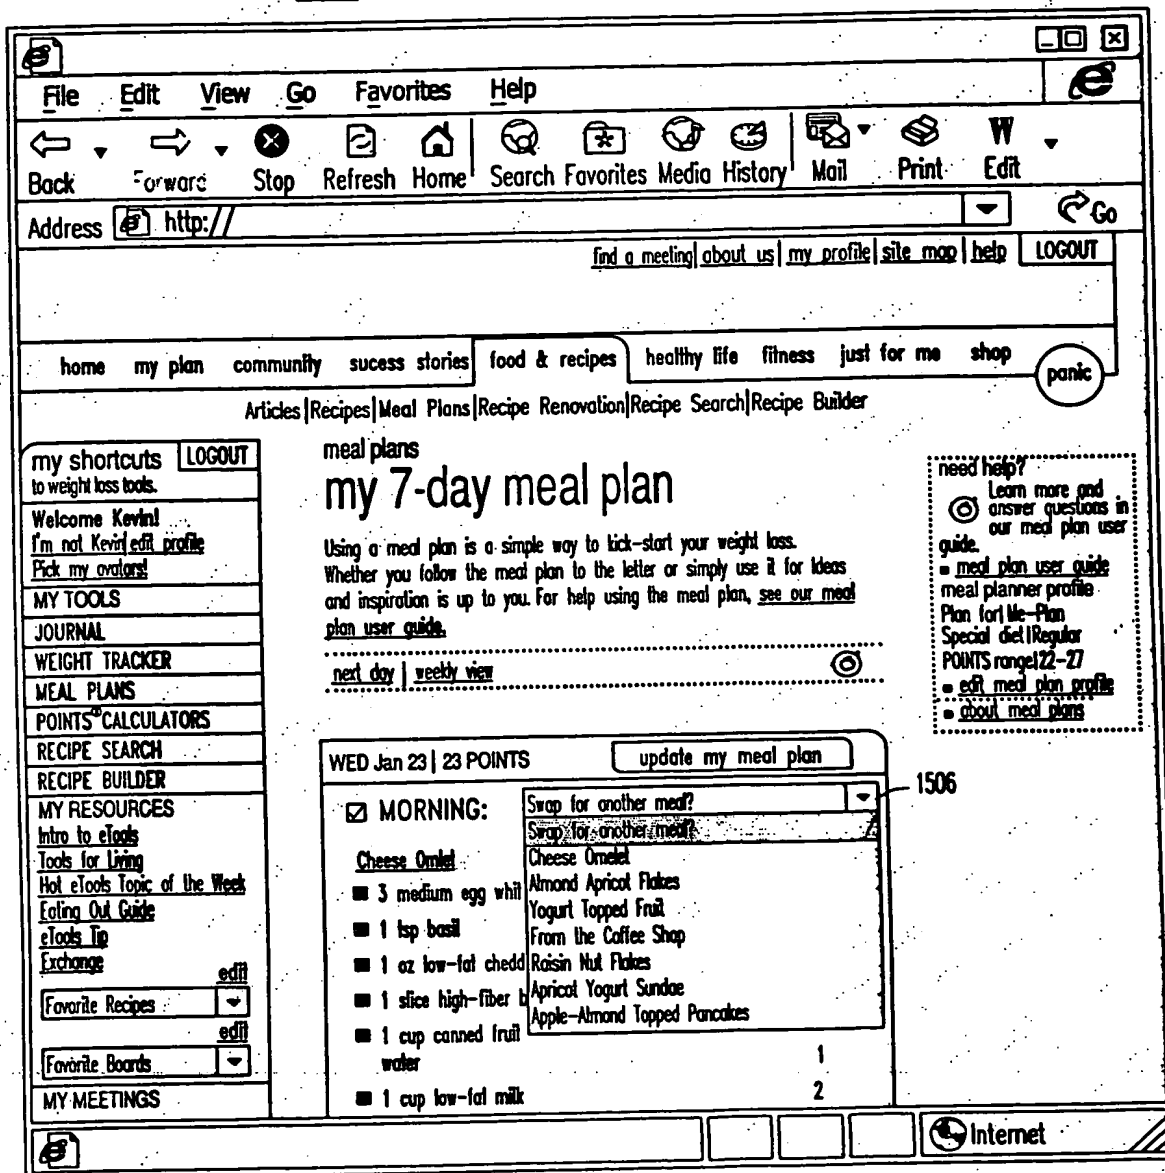 File Edit View Go Favorites Help
Back Forward Stop Refresh Home Search Favorites Media History Mail Print Edit
Address http:// Go
find a meeting| about us| my profile| site map | help LOGOUT
home my plan community sucess stories food & recipes healthy life fitness just for me shop panic
Articles|Recipes|Meal Plans|Recipe Renovation|Recipe Search|Recipe Builder
my shortcuts LOGOUT
to weight loss tools.
Welcome Kevin!
I'm not Kevin| edit profile
Pick my avatars!
MY TOOLS
JOURNAL
WEIGHT TRACKER
MEAL PLANS
POINTS® CALCULATORS
RECIPE SEARCH
RECIPE BUILDER
MY RESOURCES
Intro to eTools
Tools for Living
Hot eTools Topic of the Week
Eating Out Guide
eTools Tip
Exchange
edit
Favorite Recipes
edit
Favorite Boards
MY MEETINGS
meal plans
my 7-day meal plan
Using a meal plan is a simple way to kick-start your weight loss.
Whether you follow the meal plan to the letter or simply use it for ideas
and inspiration is up to you. For help using the meal plan, see our meal
plan user guide.
next day | weekly view
WED Jan 23 | 23 POINTS update my meal plan
1506
MORNING:
Swap for another meal?
Swap for another meal?
Cheese Omelet
Almond Apricot Flakes
Yogurt Topped Fruit
From the Coffee Shop
Raisin Nut Flakes
Apricot Yogurt Sundae
Apple-Almond Topped Pancakes
Cheese Omlet
3 medium egg whit
1 tsp basil
1 oz low-fat chedd
1 slice high-fiber b
1 cup canned fruit
water 1
1 cup low-fat milk 2
need help?
Learn more and
answer questions in
our meal plan user
guide.
meal plan user guide
meal planner profile
Plan for| Me-Plan
Special diet|Regular
POINTS range|22-27
edit meal plan profile
about meal plans
Internet